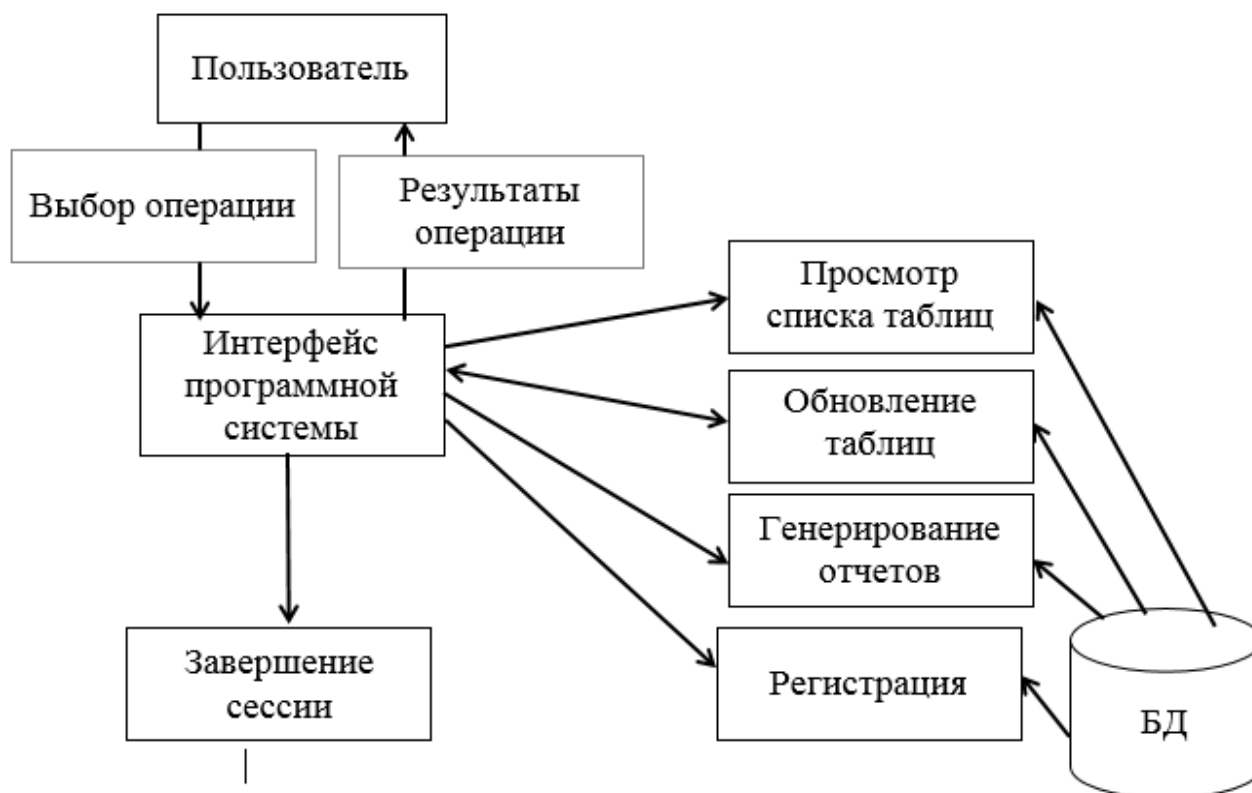 Пользователь
Выбор операции
Результаты
операции
Интерфейс
программной
системы
Просмотр
списка таблиц
Обновление
таблиц
Генерирование
отчетов
Завершение
сессии
Регистрация
БД